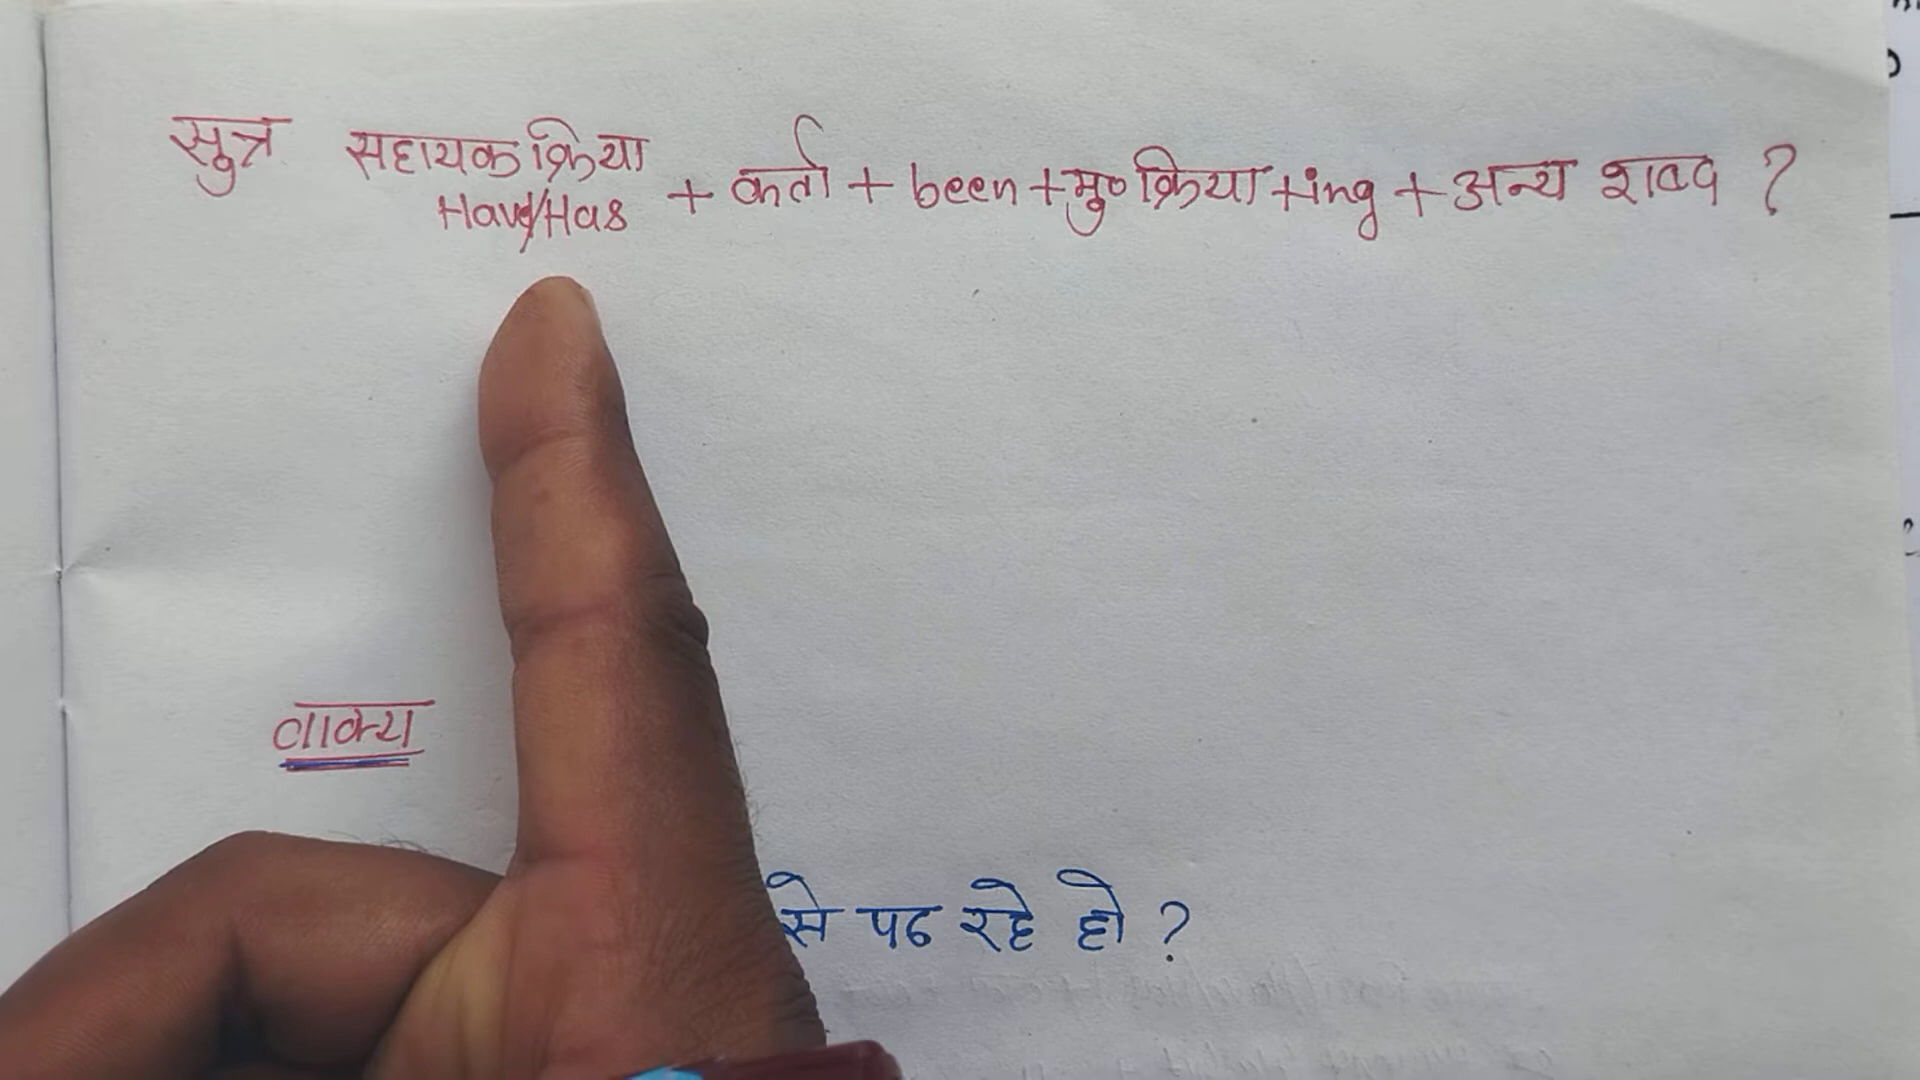 सुत्र सहायक क्रिया + कर्ता + been + मु० क्रिया + ing + अन्य शब्द ?
Have/Has
वाक्य
से पढ रहे हो ?